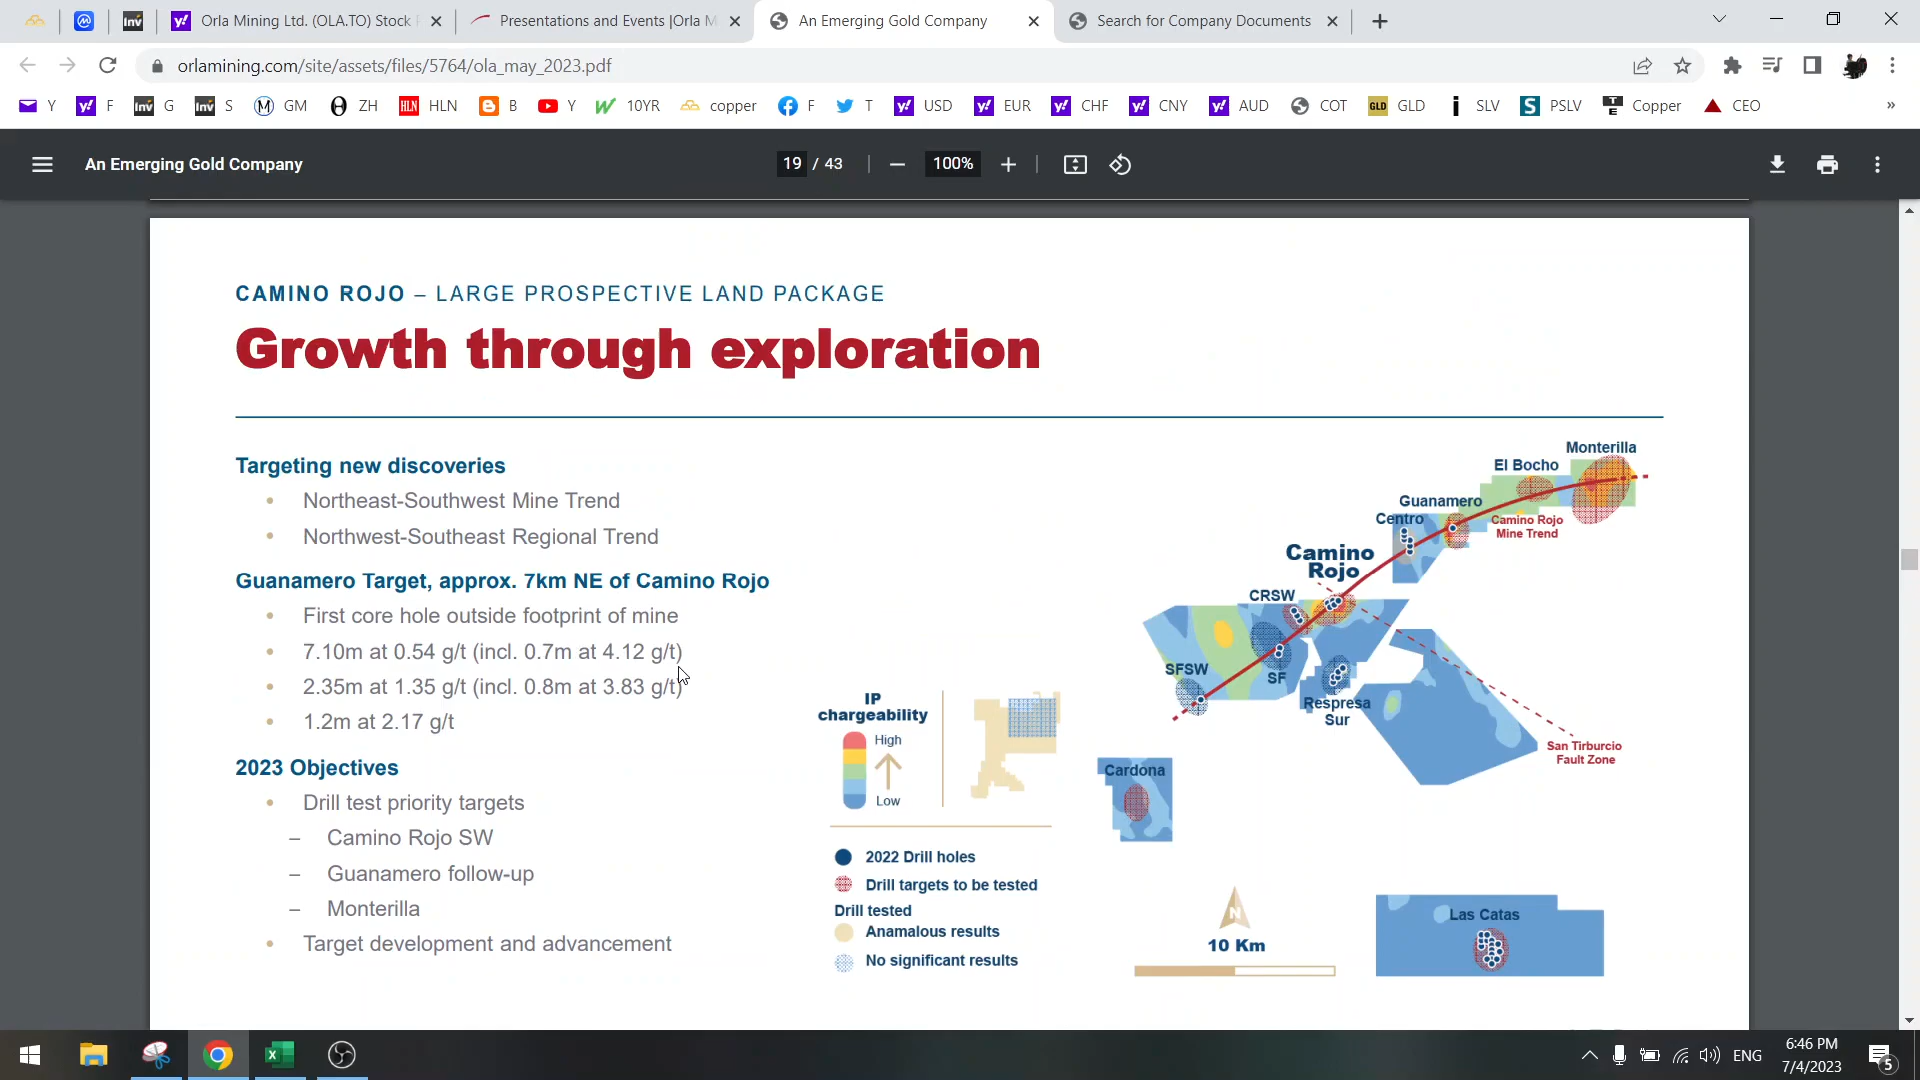 Orla Mining Ltd. (OLA.TO) Stock
Presentations and Events |Orla M
An Emerging Gold Company
Search for Company Documents
orlamining.com/site/assets/files/5764/ola_may_2023.pdf
Y F G S GM ZH HLN B Y 10YR copper F T USD EUR CHF CNY AUD COT GLD SLV PSLV Copper CEO
An Emerging Gold Company
19 / 43
100%
CAMINO ROJO – LARGE PROSPECTIVE LAND PACKAGE
Growth through exploration
Targeting new discoveries
• Northeast-Southwest Mine Trend
• Northwest-Southeast Regional Trend
Guanamero Target, approx. 7km NE of Camino Rojo
• First core hole outside footprint of mine
• 7.10m at 0.54 g/t (incl. 0.7m at 4.12 g/t)
• 2.35m at 1.35 g/t (incl. 0.8m at 3.83 g/t)
• 1.2m at 2.17 g/t
2023 Objectives
• Drill test priority targets
– Camino Rojo SW
– Guanamero follow-up
– Monterilla
• Target development and advancement
IP
chargeability
High
Low
2022 Drill holes
Drill targets to be tested
Drill tested
Anamalous results
No significant results
Monterilla
El Bocho
Guanamero
Centro
Camino Rojo
Mine Trend
Camino
Rojo
CRSW
SFSW
SF
Respresa
Sur
San Tirburcio
Fault Zone
Cardona
N
10 Km
Las Catas
ENG
6:46 PM
7/4/2023
5